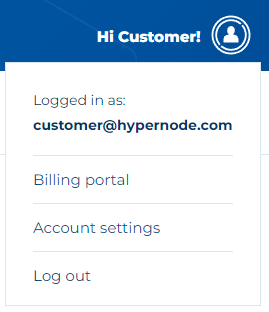 Hi Customer!
Logged in as:
customer@hypernode.com
Billing portal
Account settings
Log out